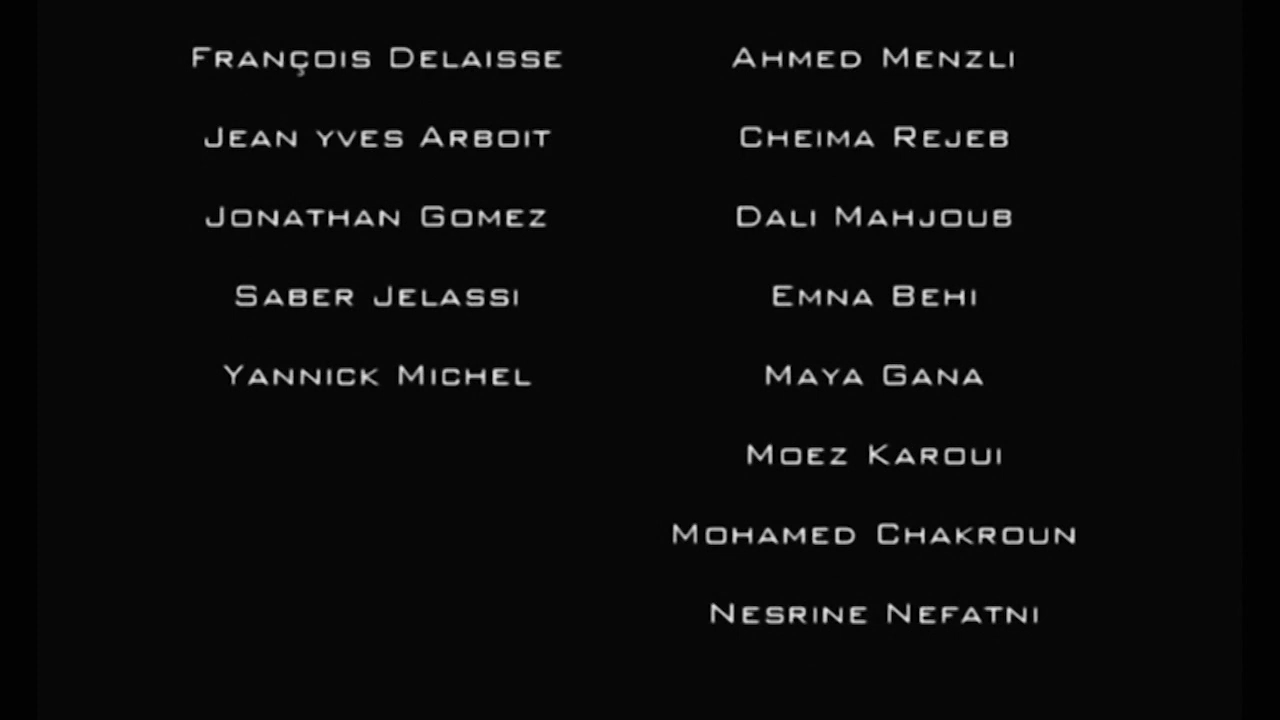 François Delaisse
Jean yves Arboit
Jonathan Gomez
Saber Jelassi
Yannick Michel
Ahmed Menzli
Cheima Rejeb
Dali Mahjoub
Emna Behi
Maya Gana
Moez Karoui
Mohamed Chakroun
Nesrine Nefatni